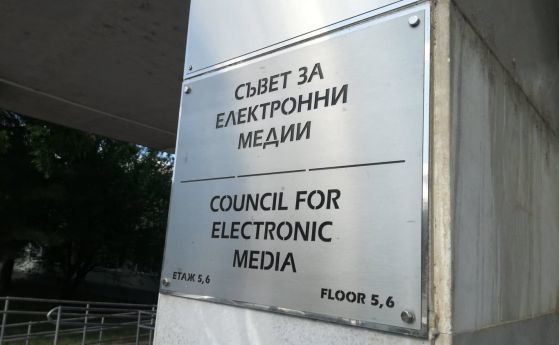 СЪВЕТ ЗА
ЕЛЕКТРОННИ
МЕДИИ
COUNCIL FOR
ELECTRONIC
MEDIA
ЕТАЖ 5,6
FLOOR 5,6